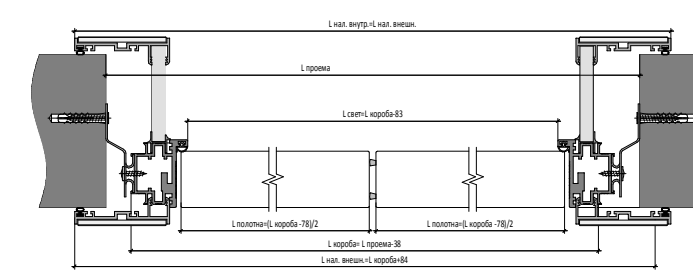 L нал. внутр.=L нал. внешн.
L проема
L свет=L короба-83
L полотна=(L короба -78)/2 L полотна=(L короба -78)/2
L короба= L проема-38
L нал. внешн.=L короба+84